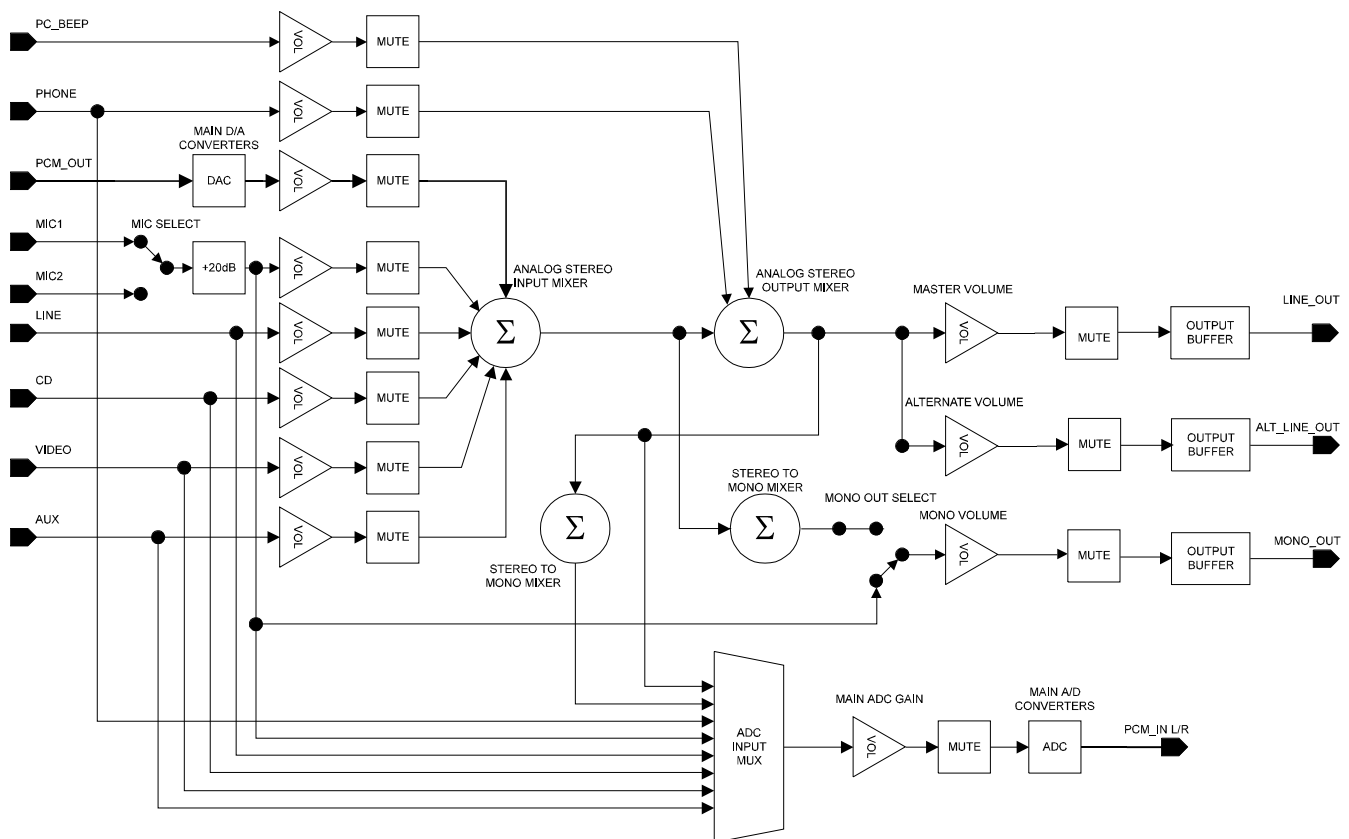 PC_BEEP
VOL
MUTE
PHONE
VOL
MUTE
MAIN D/A
CONVERTERS
PCM_OUT
DAC
VOL
MUTE
MIC1
MIC SELECT
+20dB
VOL
MUTE
MIC2
ANALOG STEREO
INPUT MIXER
Σ
ANALOG STEREO
OUTPUT MIXER
Σ
LINE
VOL
MUTE
MASTER VOLUME
VOL
MUTE
OUTPUT
BUFFER
LINE_OUT
CD
VOL
MUTE
ALTERNATE VOLUME
VOL
MUTE
OUTPUT
BUFFER
ALT_LINE_OUT
VIDEO
VOL
MUTE
AUX
VOL
MUTE
Σ
STEREO TO
MONO MIXER
STEREO TO
MONO MIXER
Σ
MONO OUT SELECT
MONO VOLUME
VOL
MUTE
OUTPUT
BUFFER
MONO_OUT
ADC
INPUT
MUX
MAIN ADC GAIN
VOL
MUTE
MAIN A/D
CONVERTERS
ADC
PCM_IN L/R